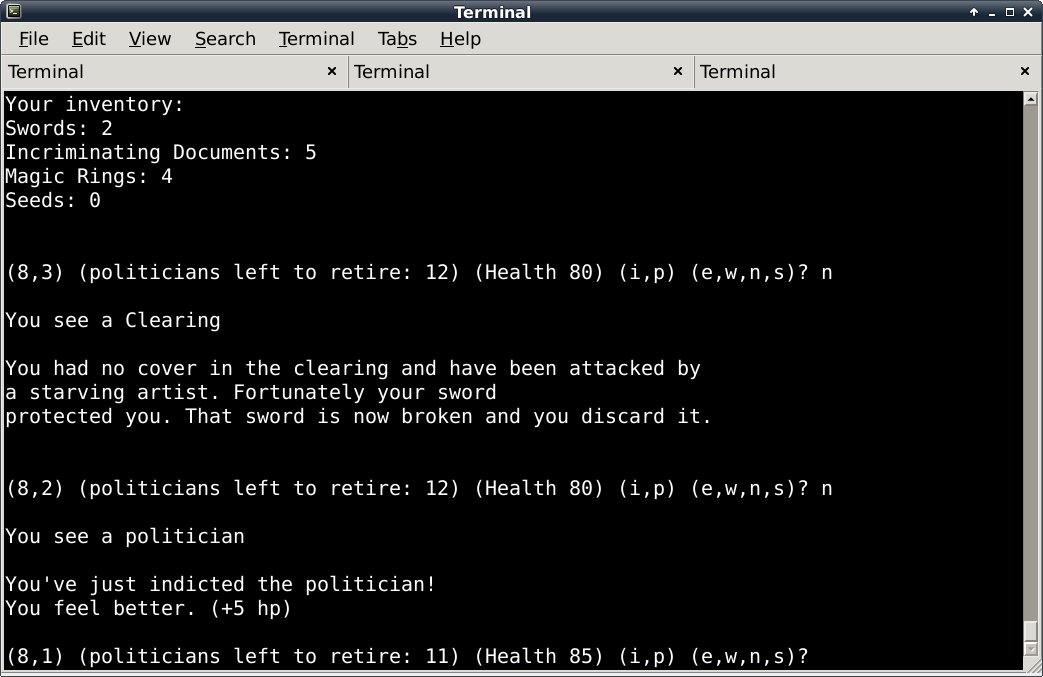 Terminal
File Edit View Search Terminal Tabs Help
Terminal Terminal Terminal
Your inventory:
Swords: 2
Incriminating Documents: 5
Magic Rings: 4
Seeds: 0
(8,3) (politicians left to retire: 12) (Health 80) (i,p) (e,w,n,s)? n
You see a Clearing
You had no cover in the clearing and have been attacked by
a starving artist. Fortunately your sword
protected you. That sword is now broken and you discard it.
(8,2) (politicians left to retire: 12) (Health 80) (i,p) (e,w,n,s)? n
You see a politician
You've just indicted the politician!
You feel better. (+5 hp)
(8,1) (politicians left to retire: 11) (Health 85) (i,p) (e,w,n,s)?